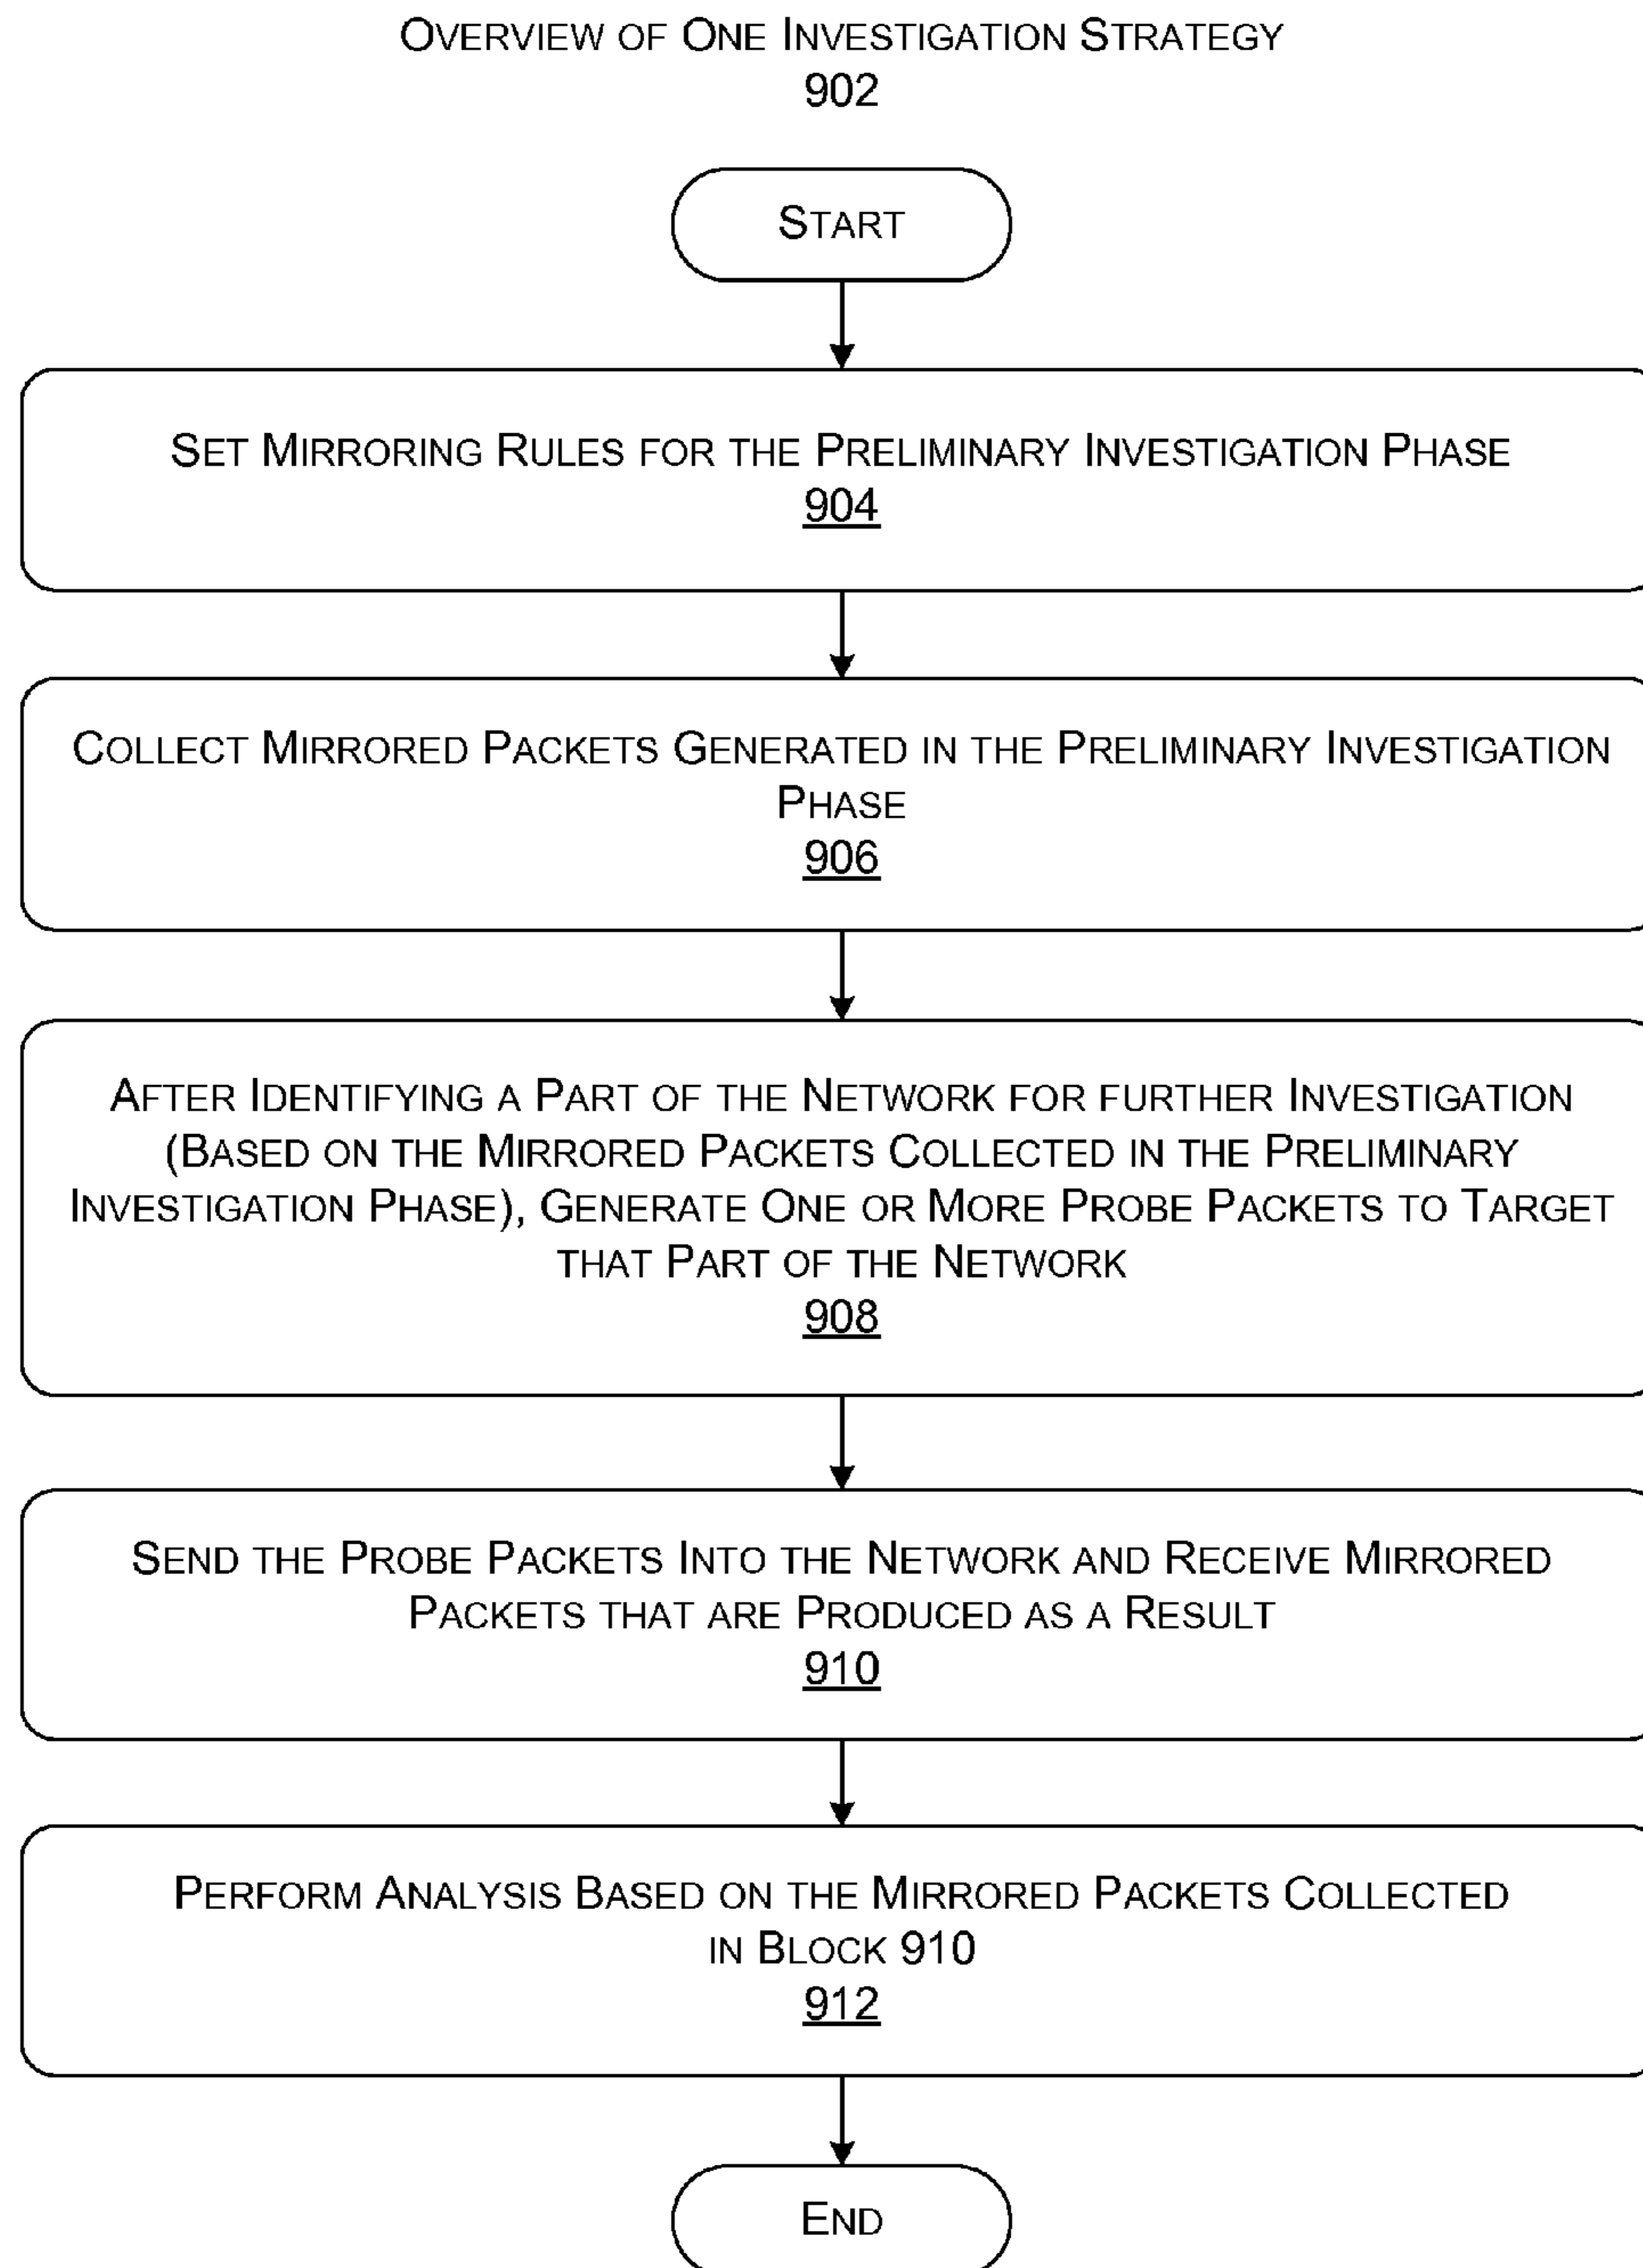 OVERVIEW OF ONE INVESTIGATION STRATEGY
902
START
SET MIRRORING RULES FOR THE PRELIMINARY INVESTIGATION PHASE
904
COLLECT MIRRORED PACKETS GENERATED IN THE PRELIMINARY INVESTIGATION
PHASE
906
AFTER IDENTIFYING A PART OF THE NETWORK FOR FURTHER INVESTIGATION
(BASED ON THE MIRRORED PACKETS COLLECTED IN THE PRELIMINARY
INVESTIGATION PHASE), GENERATE ONE OR MORE PROBE PACKETS TO TARGET
THAT PART OF THE NETWORK
908
SEND THE PROBE PACKETS INTO THE NETWORK AND RECEIVE MIRRORED
PACKETS THAT ARE PRODUCED AS A RESULT
910
PERFORM ANALYSIS BASED ON THE MIRRORED PACKETS COLLECTED
IN BLOCK 910
912
END